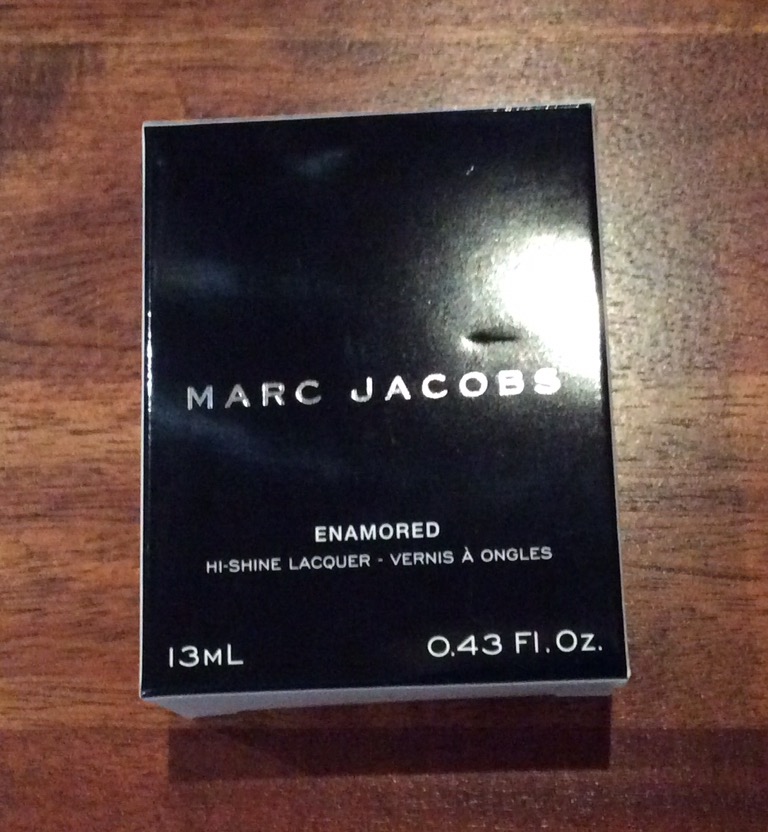 MARC JACOBS
ENAMORED
HI-SHINE LACQUER - VERNIS À ONGLES
13mL 0.43 Fl. Oz.